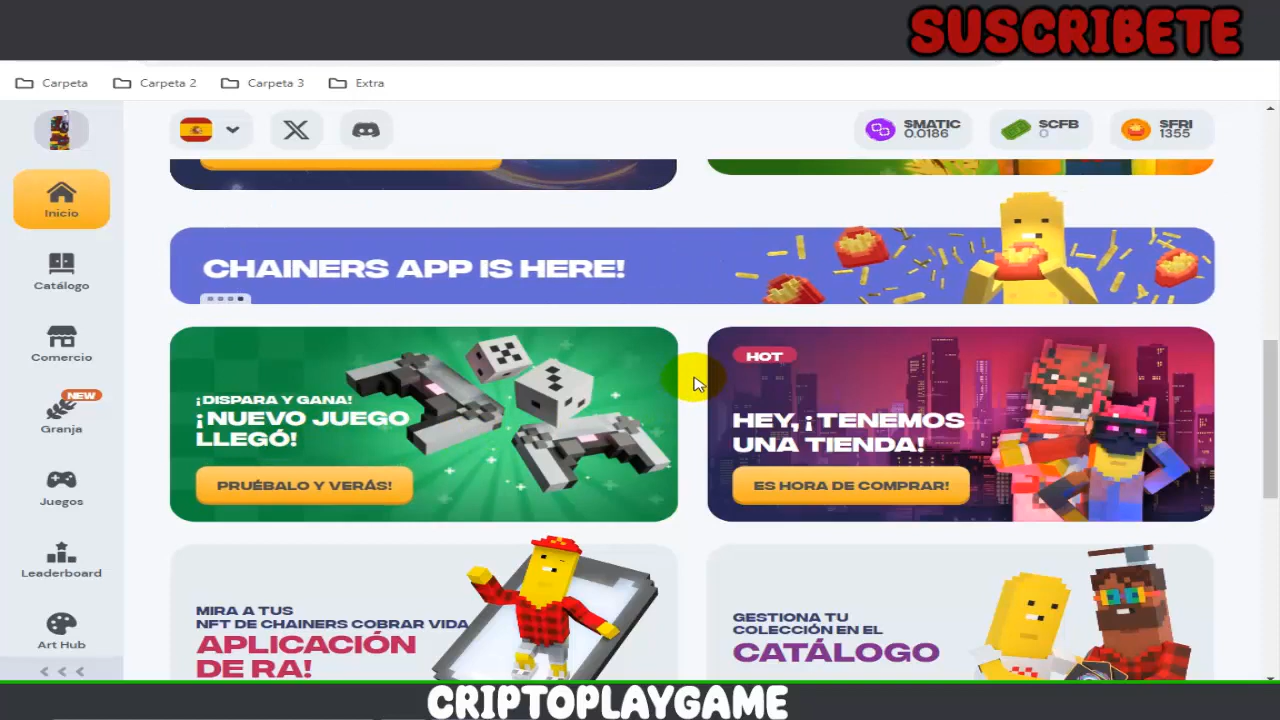 SUSCRIBETE
Carpeta
Carpeta 2
Carpeta 3
Extra
$MATIC
0.0186
$CFB
0
$FRI
1355
Inicio
Catálogo
Comercio
NEW
Granja
Juegos
Leaderboard
Art Hub
CHAINERS APP IS HERE!
¡DISPARA Y GANA!
¡NUEVO JUEGO
LLEGÓ!
PRUÉBALO Y VERÁS!
HOT
HEY, ¡TENEMOS
UNA TIENDA!
ES HORA DE COMPRAR!
MIRA A TUS
NFT DE CHAINERS COBRAR VIDA
APLICACIÓN
DE RA!
GESTIONA TU
COLECCIÓN EN EL
CATÁLOGO
CRIPTOPLAYGAME